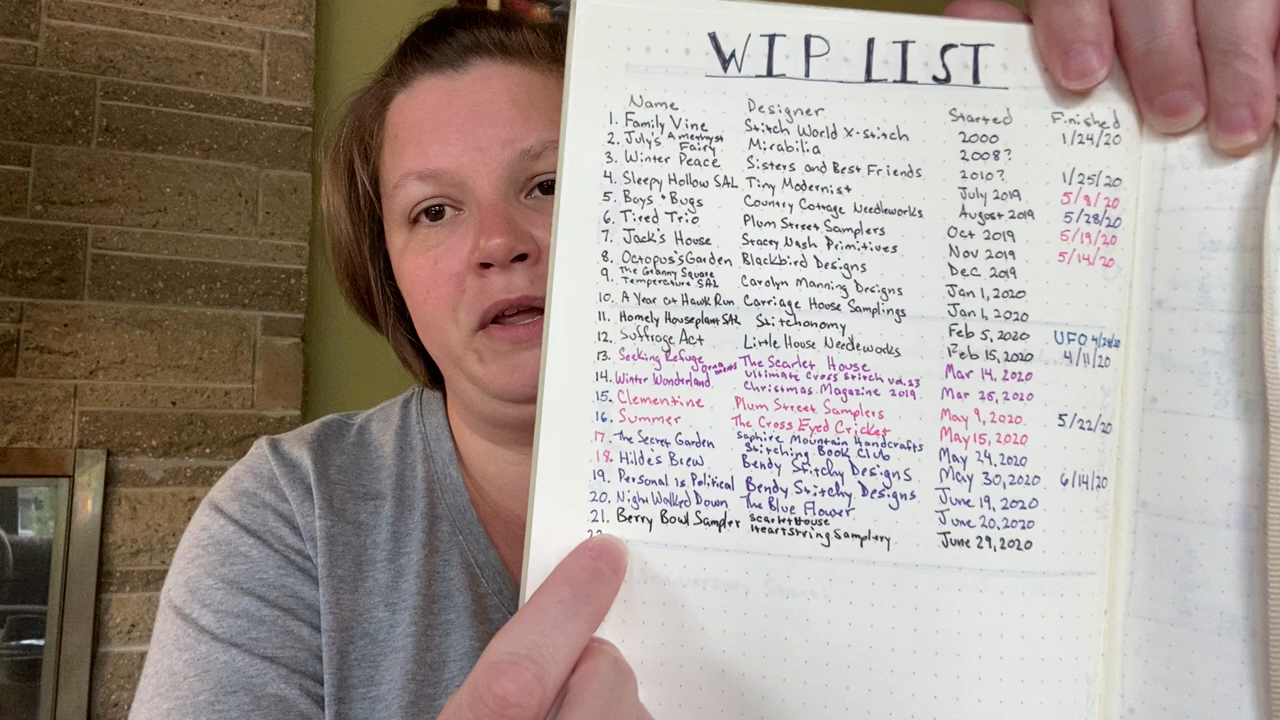 WIP LIST
Name Designer Started Finished
1. Family Vine Stitch World X-stitch 2000 1/24/20
2. July's Amethyst Fairy Mirabilia 2008?
3. Winter Peace Sisters and Best Friends 2010? 1/25/20
4. Sleepy Hollow SAL Tiny Modernist July 2019 5/8/20
5. Boys + Bugs Country Cottage Needleworks August 2019 5/28/20
6. Tired Trio Plum Street Samplers Oct 2019 5/19/20
7. Jack's House Stacey Nash Primitives Nov 2019 5/14/20
8. Octopus's Garden Blackbird Designs Dec 2019
9. The Granny Square Temperature SAL Carolyn Manning Designs Jan 1, 2020
10. A Year at Hawk Run Carriage House Samplings Jan 1, 2020
11. Homely Houseplant SAL Stitchonomy Feb 5, 2020 UFO 4/28/20
12. Suffrage Act Little House Needleworks Feb 15, 2020 4/11/20
13. Seeking Refuge The Scarlet House Mar 14, 2020
14. Winter Wonderland Ornaments Ultimate Cross Stitch Vol. 23 Christmas Magazine 2019 Mar 25, 2020
15. Clementine Plum Street Samplers May 9, 2020 5/22/20
16. Summer The Cross Eyed Cricket May 15, 2020
17. The Secret Garden Saphire Mountain Handcrafts Stitching Book Club May 24, 2020
18. Hilde's Brew Bendy Stitchy Designs May 30, 2020 6/14/20
19. Personal is Political Bendy Stitchy Designs June 19, 2020
20. Night Walked Down The Blue Flower June 20, 2020
21. Berry Bowl Sampler Scarlet House Heartstring Samplery June 29, 2020